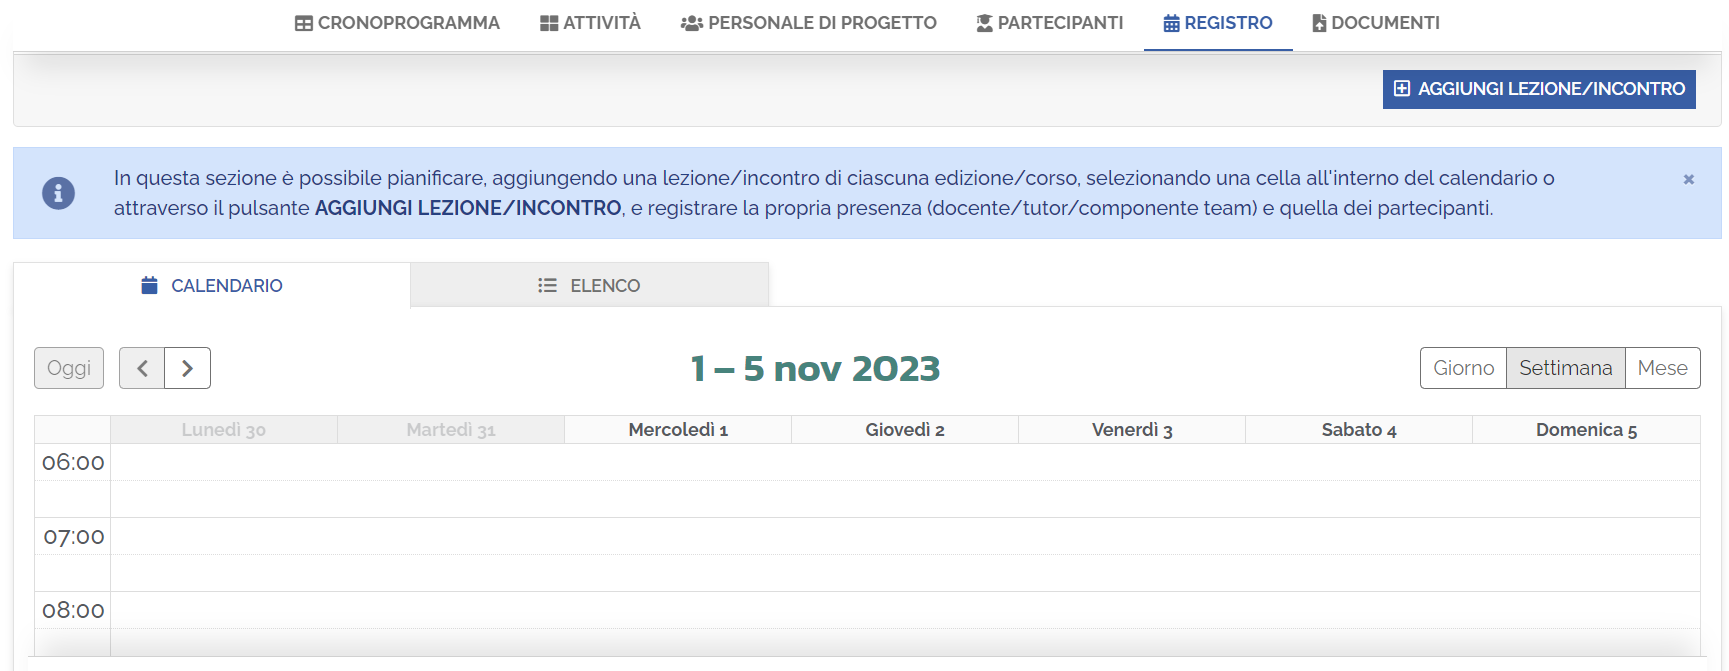 CRONOPROGRAMMA ATTIVITÀ PERSONALE DI PROGETTO PARTECIPANTI REGISTRO DOCUMENTI
AGGIUNGI LEZIONE/INCONTRO
In questa sezione è possibile pianificare, aggiungendo una lezione/incontro di ciascuna edizione/corso, selezionando una cella all'interno del calendario o
attraverso il pulsante AGGIUNGI LEZIONE/INCONTRO, e registrare la propria presenza (docente/tutor/componente team) e quella dei partecipanti.
CALENDARIO ELENCO
Oggi 1 – 5 nov 2023 Giorno Settimana Mese
Lunedì 30 Martedì 31 Mercoledì 1 Giovedì 2 Venerdì 3 Sabato 4 Domenica 5
06:00
07:00
08:00